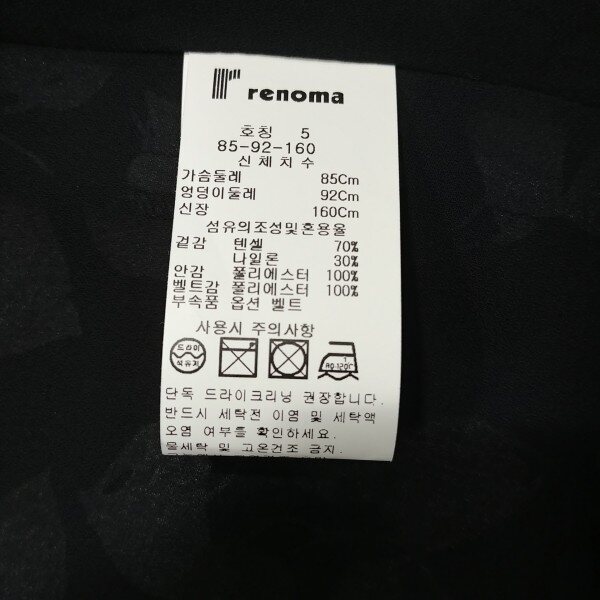 renoma
호칭 5
85-92-160
신체치수
가슴둘레 85Cm
엉덩이둘레 92Cm
신장 160Cm
섬유의조성및혼용율
겉감 텐셀 70%
나일론 30%
안감 폴리에스터 100%
벨트감 폴리에스터 100%
부속품 옵션 벨트
사용시 주의사항
드라이
석유계
1
80-120℃
단독 드라이크리닝 권장합니다.
반드시 세탁전 이염 및 세탁액
오염 여부를 확인하세요.
물세탁 및 고온건조 금지.